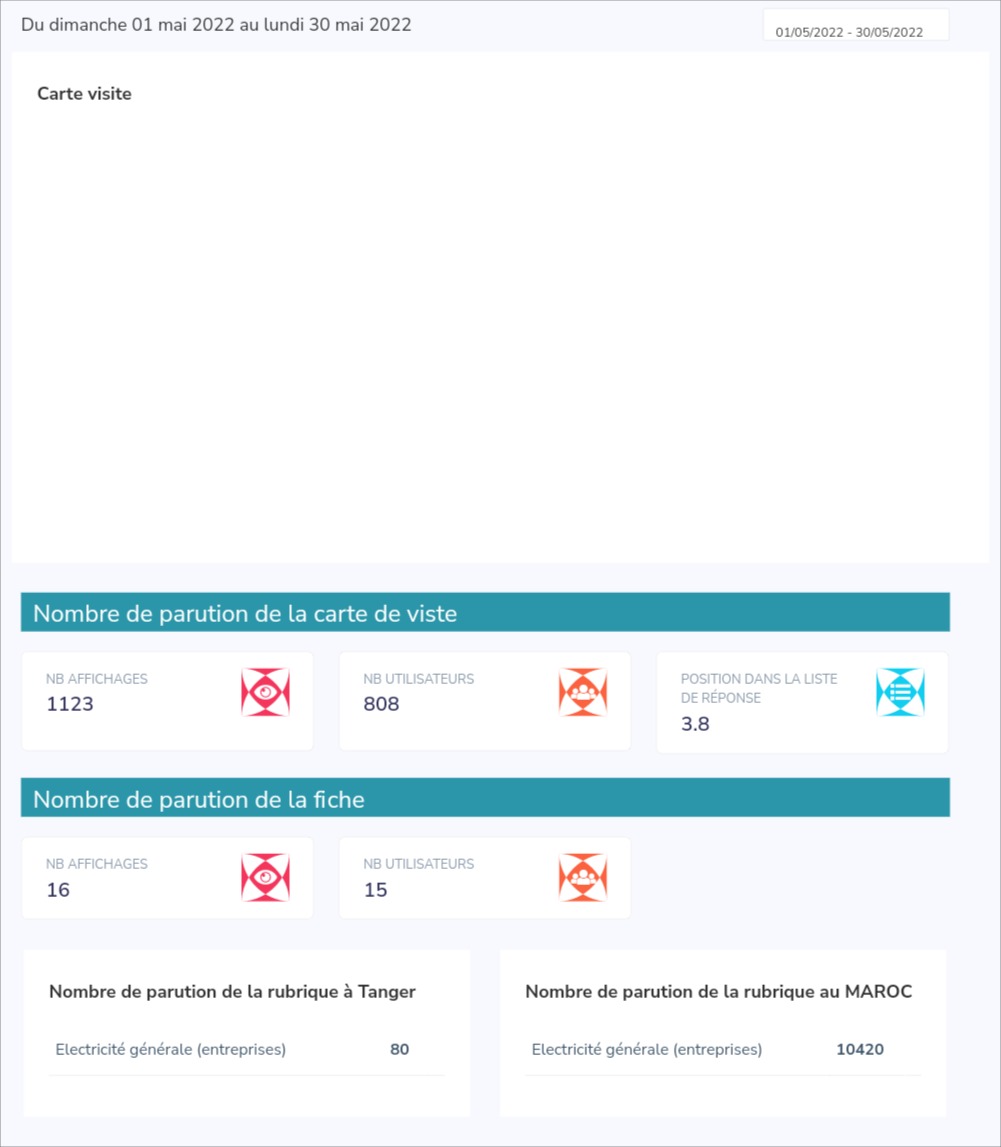 Du dimanche 01 mai 2022 au lundi 30 mai 2022
01/05/2022 - 30/05/2022
Carte visite
Nombre de parution de la carte de viste
NB AFFICHAGES
1123
NB UTILISATEURS
808
POSITION DANS LA LISTE
DE RÉPONSE
3.8
Nombre de parution de la fiche
NB AFFICHAGES
16
NB UTILISATEURS
15
Nombre de parution de la rubrique à Tanger
Electricité générale (entreprises) 80
Nombre de parution de la rubrique au MAROC
Electricité générale (entreprises) 10420